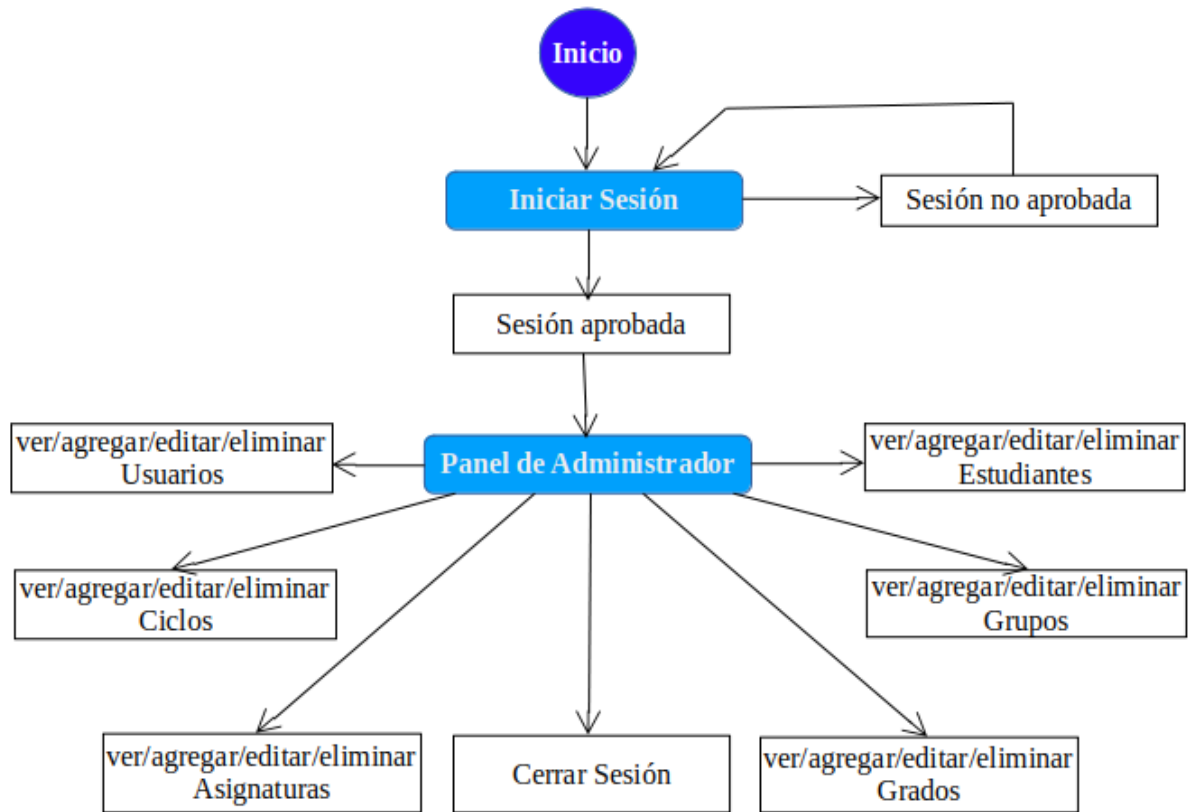 Inicio
Iniciar Sesión
Sesión no aprobada
Sesión aprobada
ver/agregar/editar/eliminar
Usuarios
Panel de Administrador
ver/agregar/editar/eliminar
Estudiantes
ver/agregar/editar/eliminar
Ciclos
ver/agregar/editar/eliminar
Grupos
ver/agregar/editar/eliminar
Asignaturas
Cerrar Sesión
ver/agregar/editar/eliminar
Grados